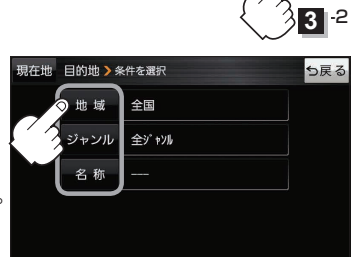 3 -2
現在地 目的地 > 条件を選択 戻る
地域 全国
ジャンル 全ジャンル
名称 ---
。